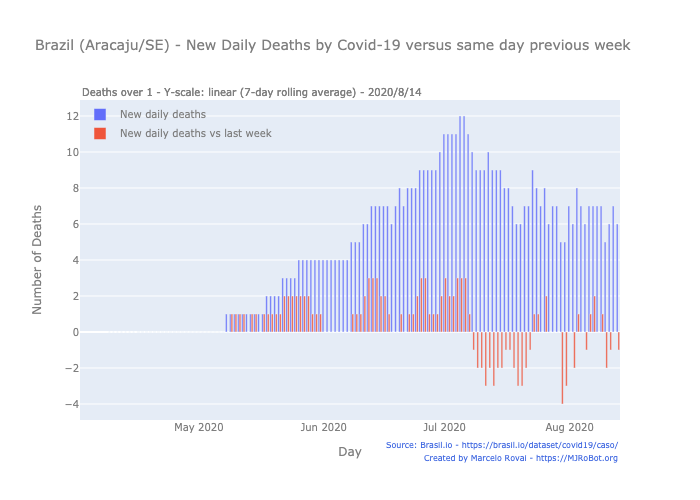 Brazil (Aracaju/SE) - New Daily Deaths by Covid-19 versus same day previous week
Deaths over 1 - Y-scale: linear (7-day rolling average) - 2020/8/14
New daily deaths
New daily deaths vs last week
12
10
8
6
4
2
0
−2
−4
Number of Deaths
May 2020
Jun 2020
Jul 2020
Aug 2020
Day
Source: Brasil.io - https://brasil.io/dataset/covid19/caso/
Created by Marcelo Rovai - https://MJRoBot.org